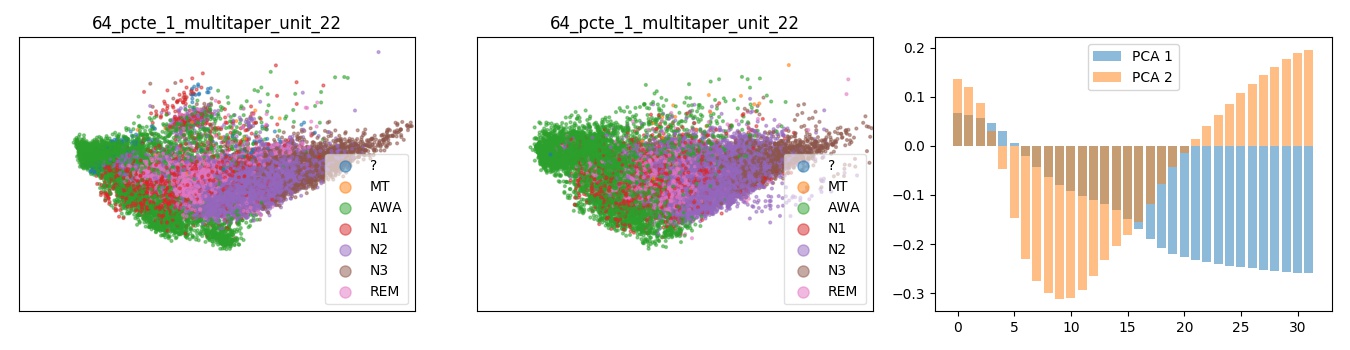 64_pcte_1_multitaper_unit_22
?
MT
AWA
N1
N2
N3
REM
64_pcte_1_multitaper_unit_22
?
MT
AWA
N1
N2
N3
REM
PCA 1
PCA 2
0.2
0.1
0.0
−0.1
−0.2
−0.3
0 5 10 15 20 25 30